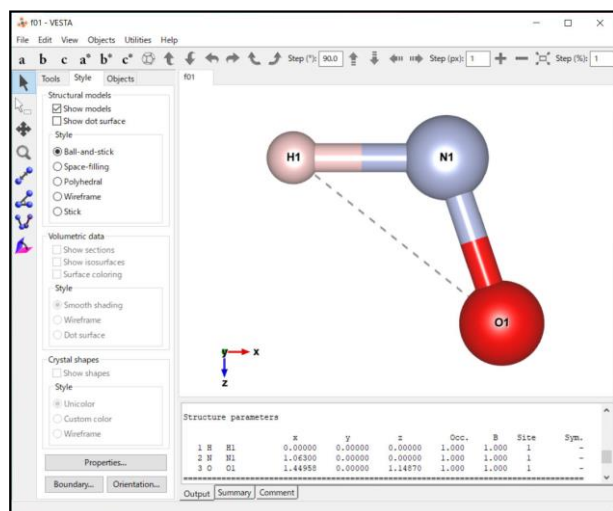 f01 - VESTA
File Edit View Objects Utilities Help
a b c a* b* c* Step (°): 90.0 Step (px): 1 Step (%): 1
Tools Style Objects
f01
Structural models
Show models
Show dot surface
Style
Ball-and-stick
Space-filling
Polyhedral
Wireframe
Stick
Volumetric data
Show sections
Show isosurfaces
Surface coloring
Style
Smooth shading
Wireframe
Dot surface
Crystal shapes
Show shapes
Style
Unicolor
Custom color
Wireframe
Properties...
Boundary... Orientation...
H1 N1
O1
y x
z
Structure parameters
x y z Occ. B Site Sym.
1 H H1 0.00000 0.00000 0.00000 1.000 1.000 1 -
2 N N1 1.06300 0.00000 0.00000 1.000 1.000 1 -
3 O O1 1.44958 0.00000 1.14870 1.000 1.000 1 -
Output Summary Comment